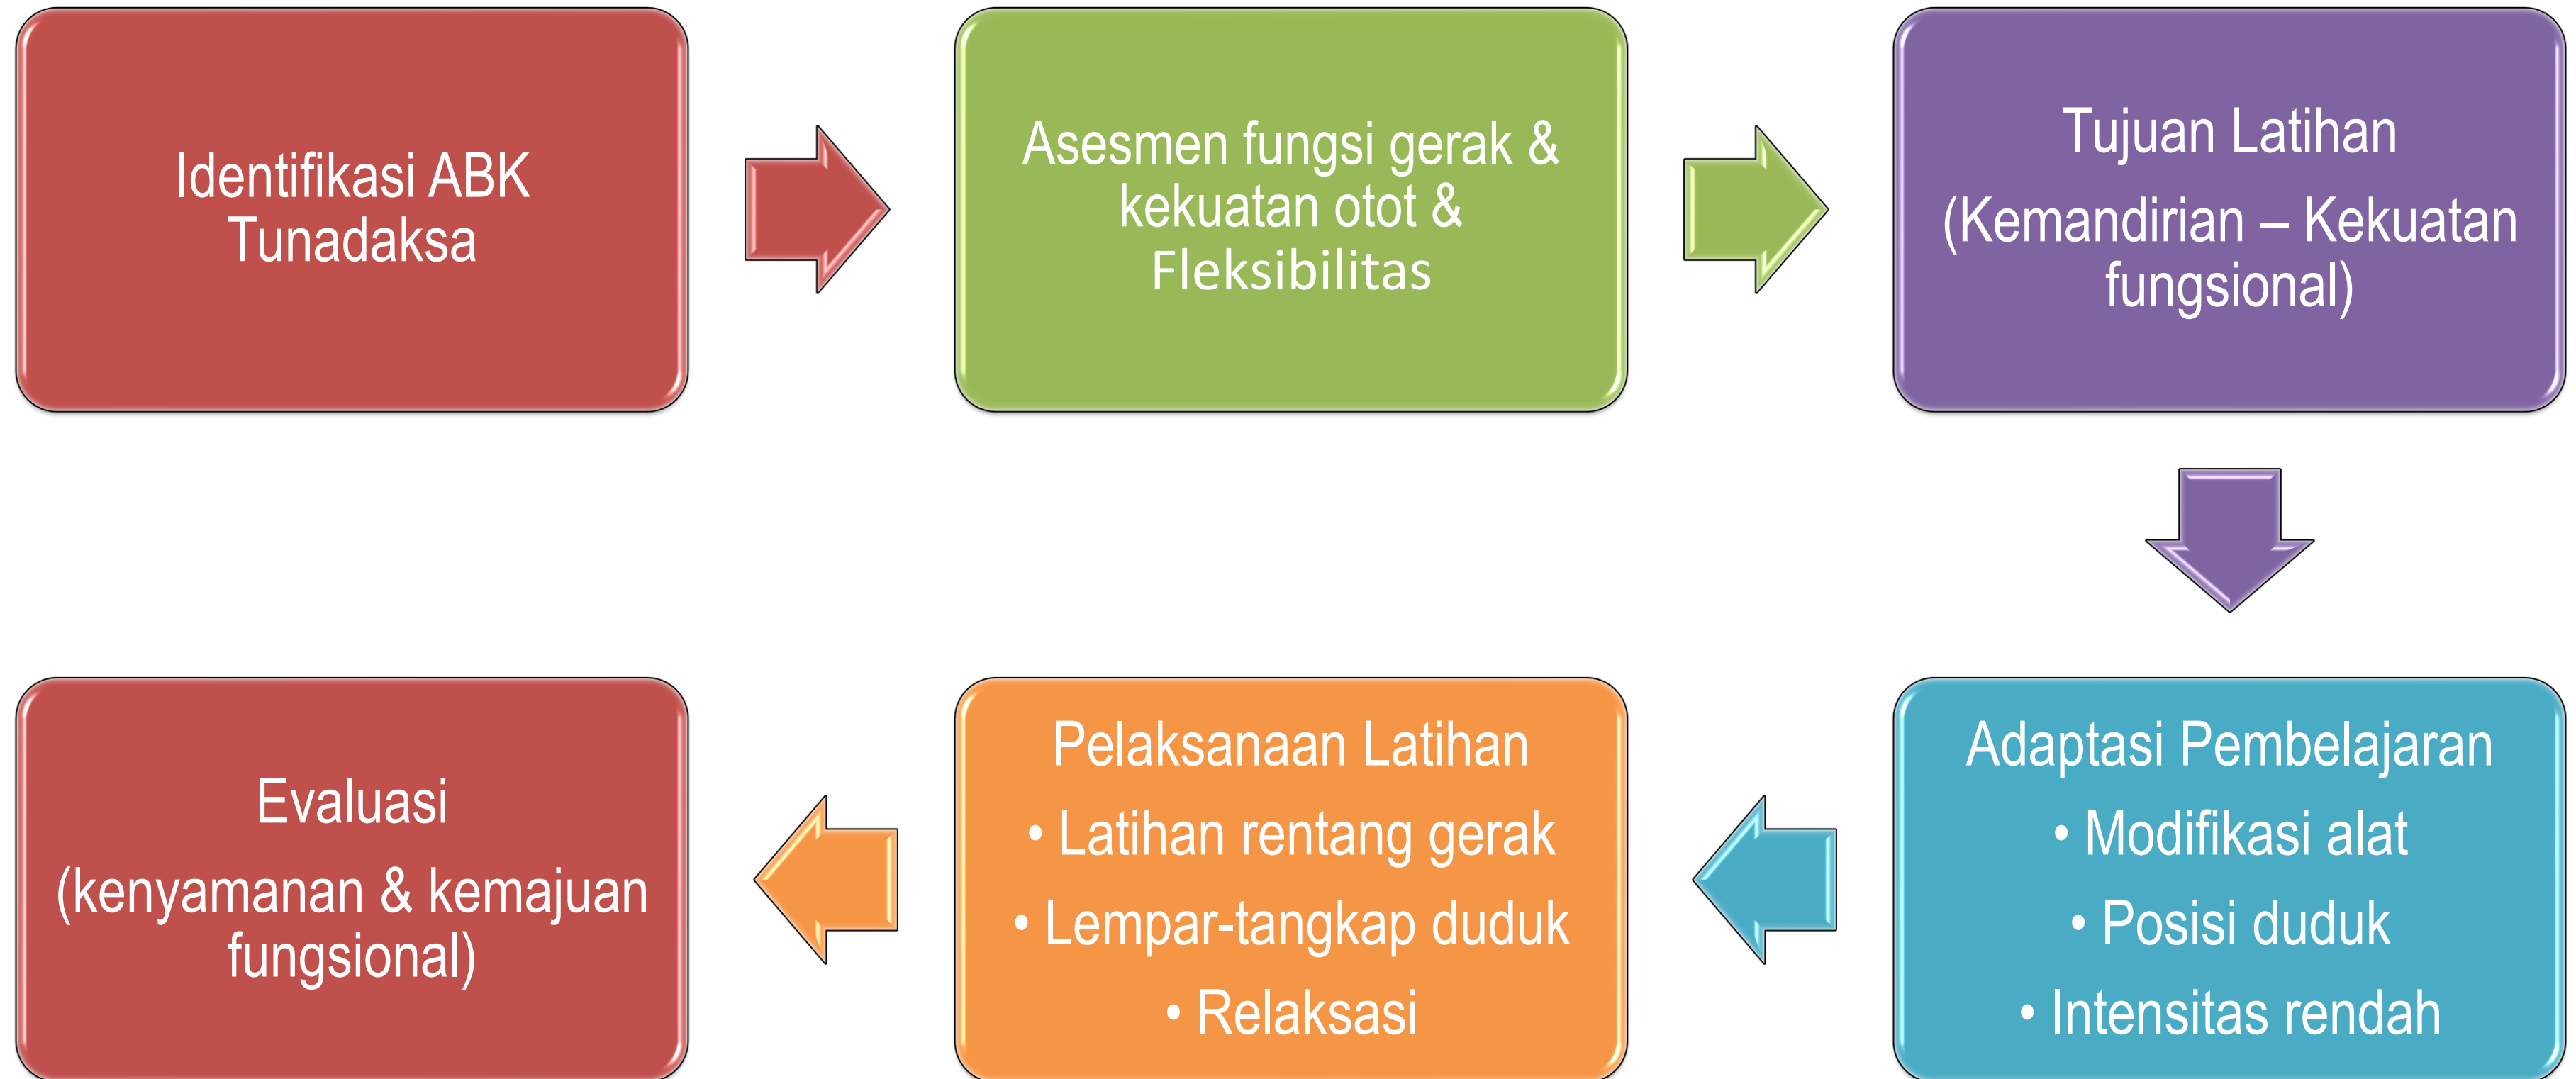 Identifikasi ABK
Tunadaksa
Asesmen fungsi gerak &
kekuatan otot &
Fleksibilitas
Tujuan Latihan
(Kemandirian – Kekuatan
fungsional)
Adaptasi Pembelajaran
• Modifikasi alat
• Posisi duduk
• Intensitas rendah
Pelaksanaan Latihan
• Latihan rentang gerak
• Lempar-tangkap duduk
• Relaksasi
Evaluasi
(kenyamanan & kemajuan
fungsional)